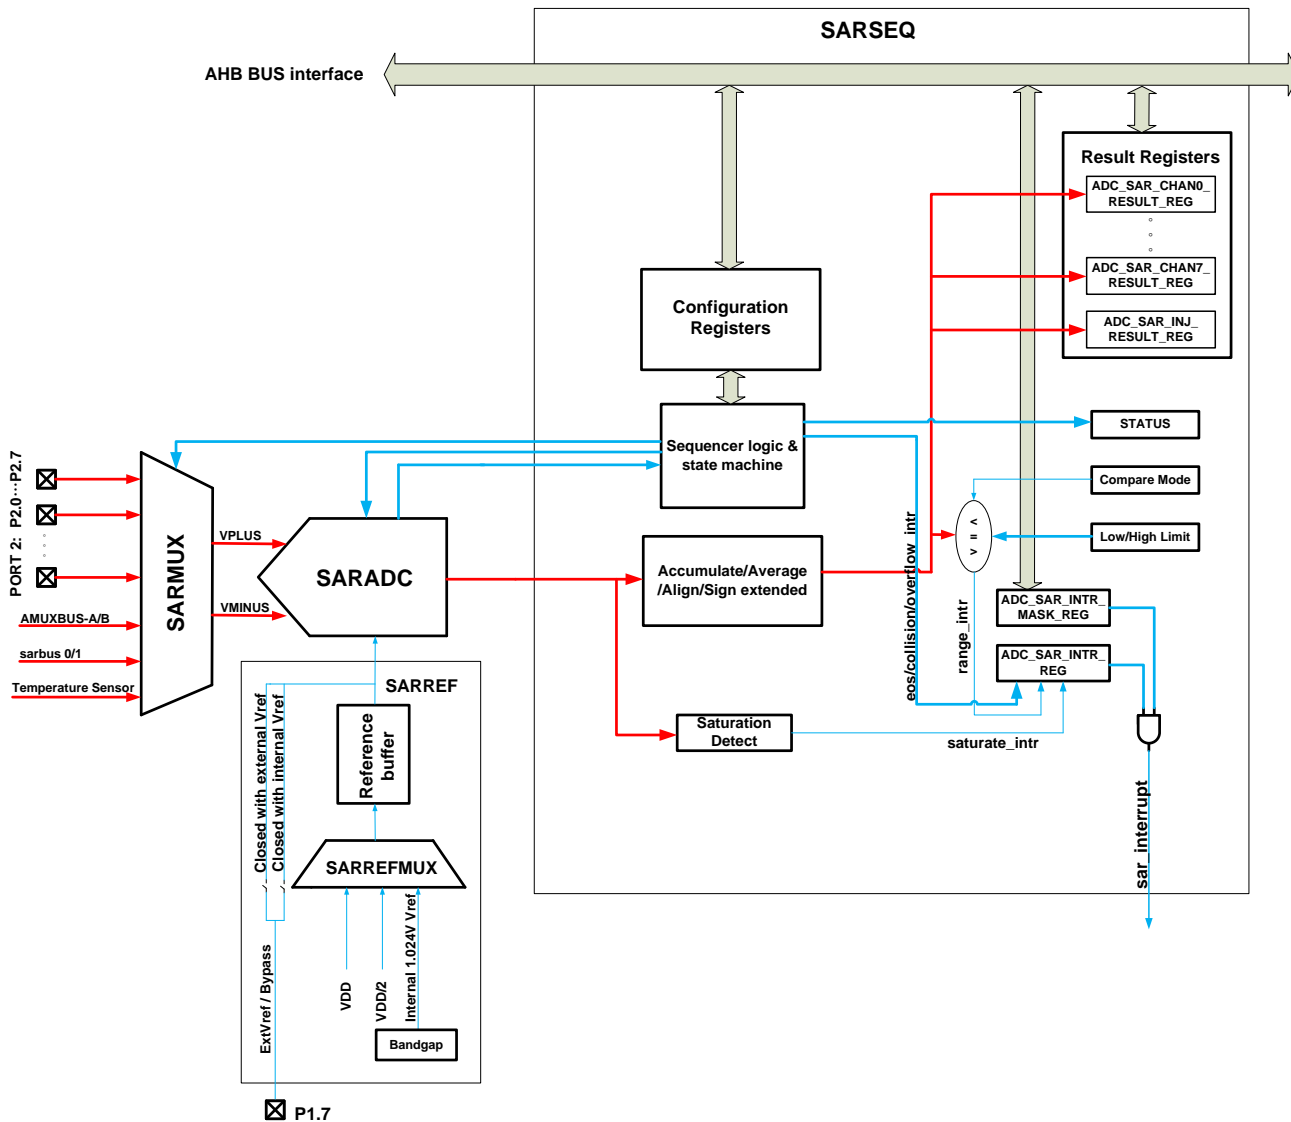 SARSEQ
AHB BUS interface
Result Registers
ADC_SAR_CHAN0_
RESULT_REG
ADC_SAR_CHAN7_
RESULT_REG
ADC_SAR_INJ_
RESULT_REG
Configuration
Registers
Sequencer logic &
state machine
STATUS
Compare Mode
< = >
Low/High Limit
PORT 2: P2.0···P2.7
SARMUX
VPLUS
VMINUS
SARADC
Accumulate/Average
/Align/Sign extended
AMUXBUS-A/B
sarbus 0/1
Temperature Sensor
eos/collision/overflow_intr
range_intr
ADC_SAR_INTR_
MASK_REG
ADC_SAR_INTR_
REG
Saturation
Detect
saturate_intr
sar_interrupt
SARREF
Closed with external Vref
Closed with internal Vref
Reference
buffer
SARREFMUX
ExtVref / Bypass
VDD
VDD/2
Internal 1.024V Vref
Bandgap
P1.7